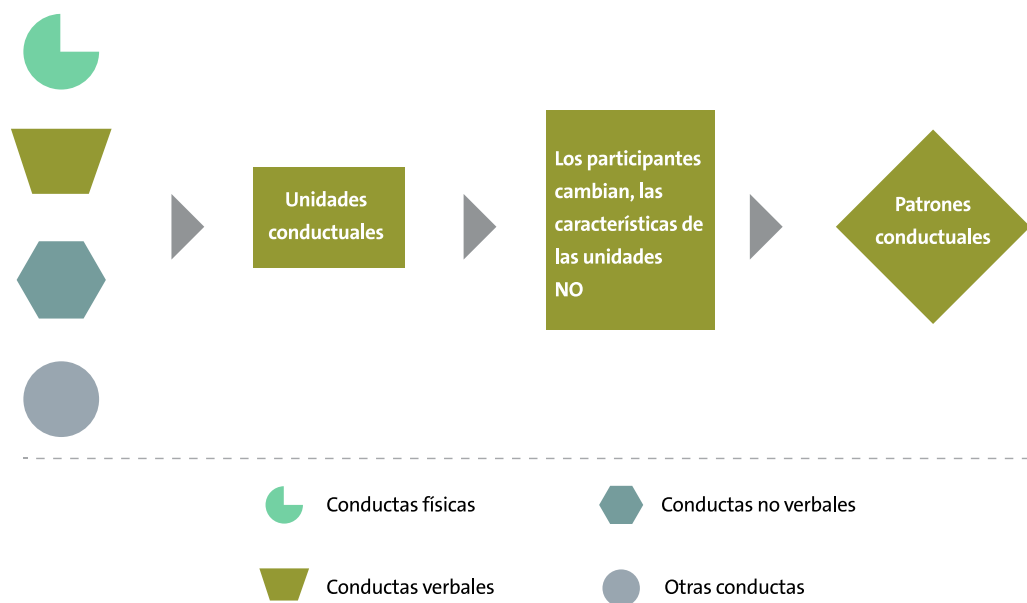 Unidades
conductuales
Los participantes
cambian, las
características de
las unidades
NO
Patrones
conductuales
Conductas físicas
Conductas no verbales
Conductas verbales
Otras conductas